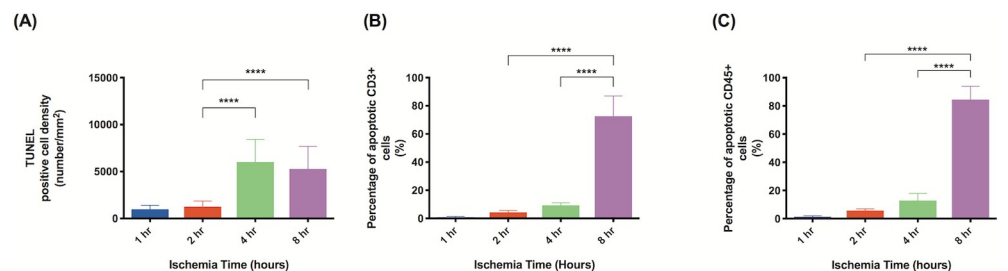 (A)
TUNEL
positive cell density
(number/mm²)
15000
10000
5000
0
****
****
1 hr
2 hr
4 hr
8 hr
Ischemia Time (hours)
(B)
Percentage of apoptotic CD3+
cells
(%)
100
80
60
40
20
0
****
****
1 hr
2 hr
4 hr
8 hr
Ischemia Time (Hours)
(C)
Percentage of apoptotic CD45+
cells
(%)
100
80
60
40
20
0
****
****
1 hr
2 hr
4 hr
8 hr
Ischemia Time (hours)